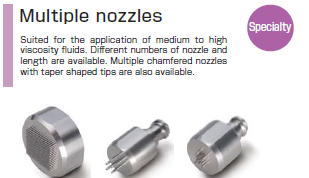 Multiple nozzles
Specialty
Suited for the application of medium to high
viscosity fluids. Different numbers of nozzle and
length are available. Multiple chamfered nozzles
with taper shaped tips are also available.